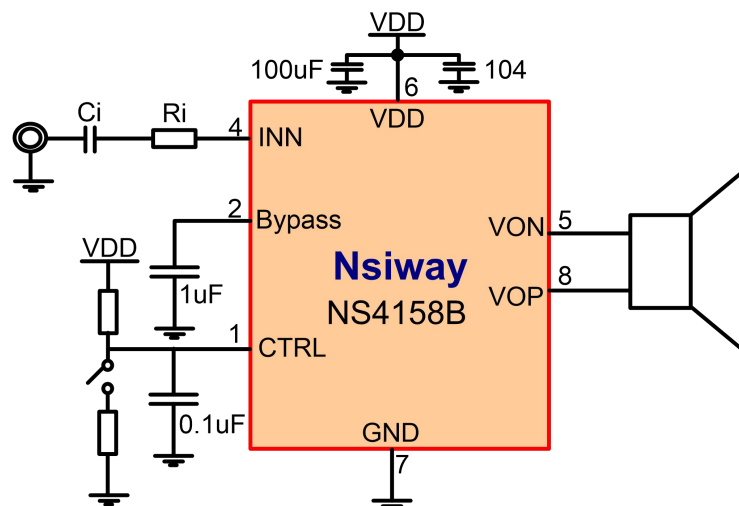 VDD
100uF
104
6
VDD
Ci
Ri
4
INN
2
Bypass
VON
5
VDD
Nsiway
1uF
NS4158B
VOP
8
1
CTRL
0.1uF
GND
7